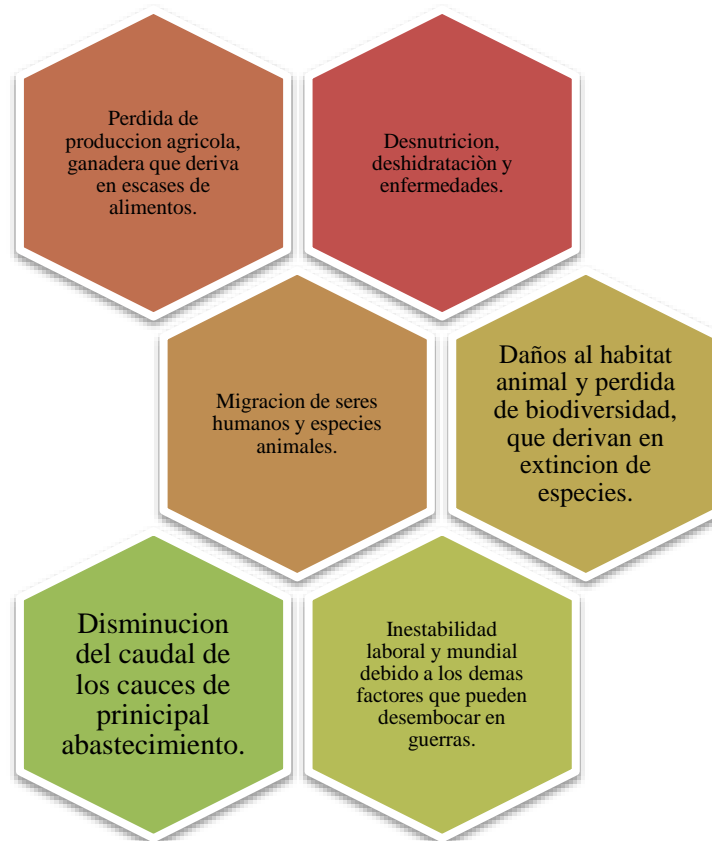 Perdida de
produccion agricola,
ganadera que deriva
en escases de
alimentos.
Desnutricion,
deshidrataciòn y
enfermedades.
Migracion de seres
humanos y especies
animales.
Daños al habitat
animal y perdida
de biodiversidad,
que derivan en
extincion de
especies.
Disminucion
del caudal de
los cauces de
prinicipal
abastecimiento.
Inestabilidad
laboral y mundial
debido a los demas
factores que pueden
desembocar en
guerras.